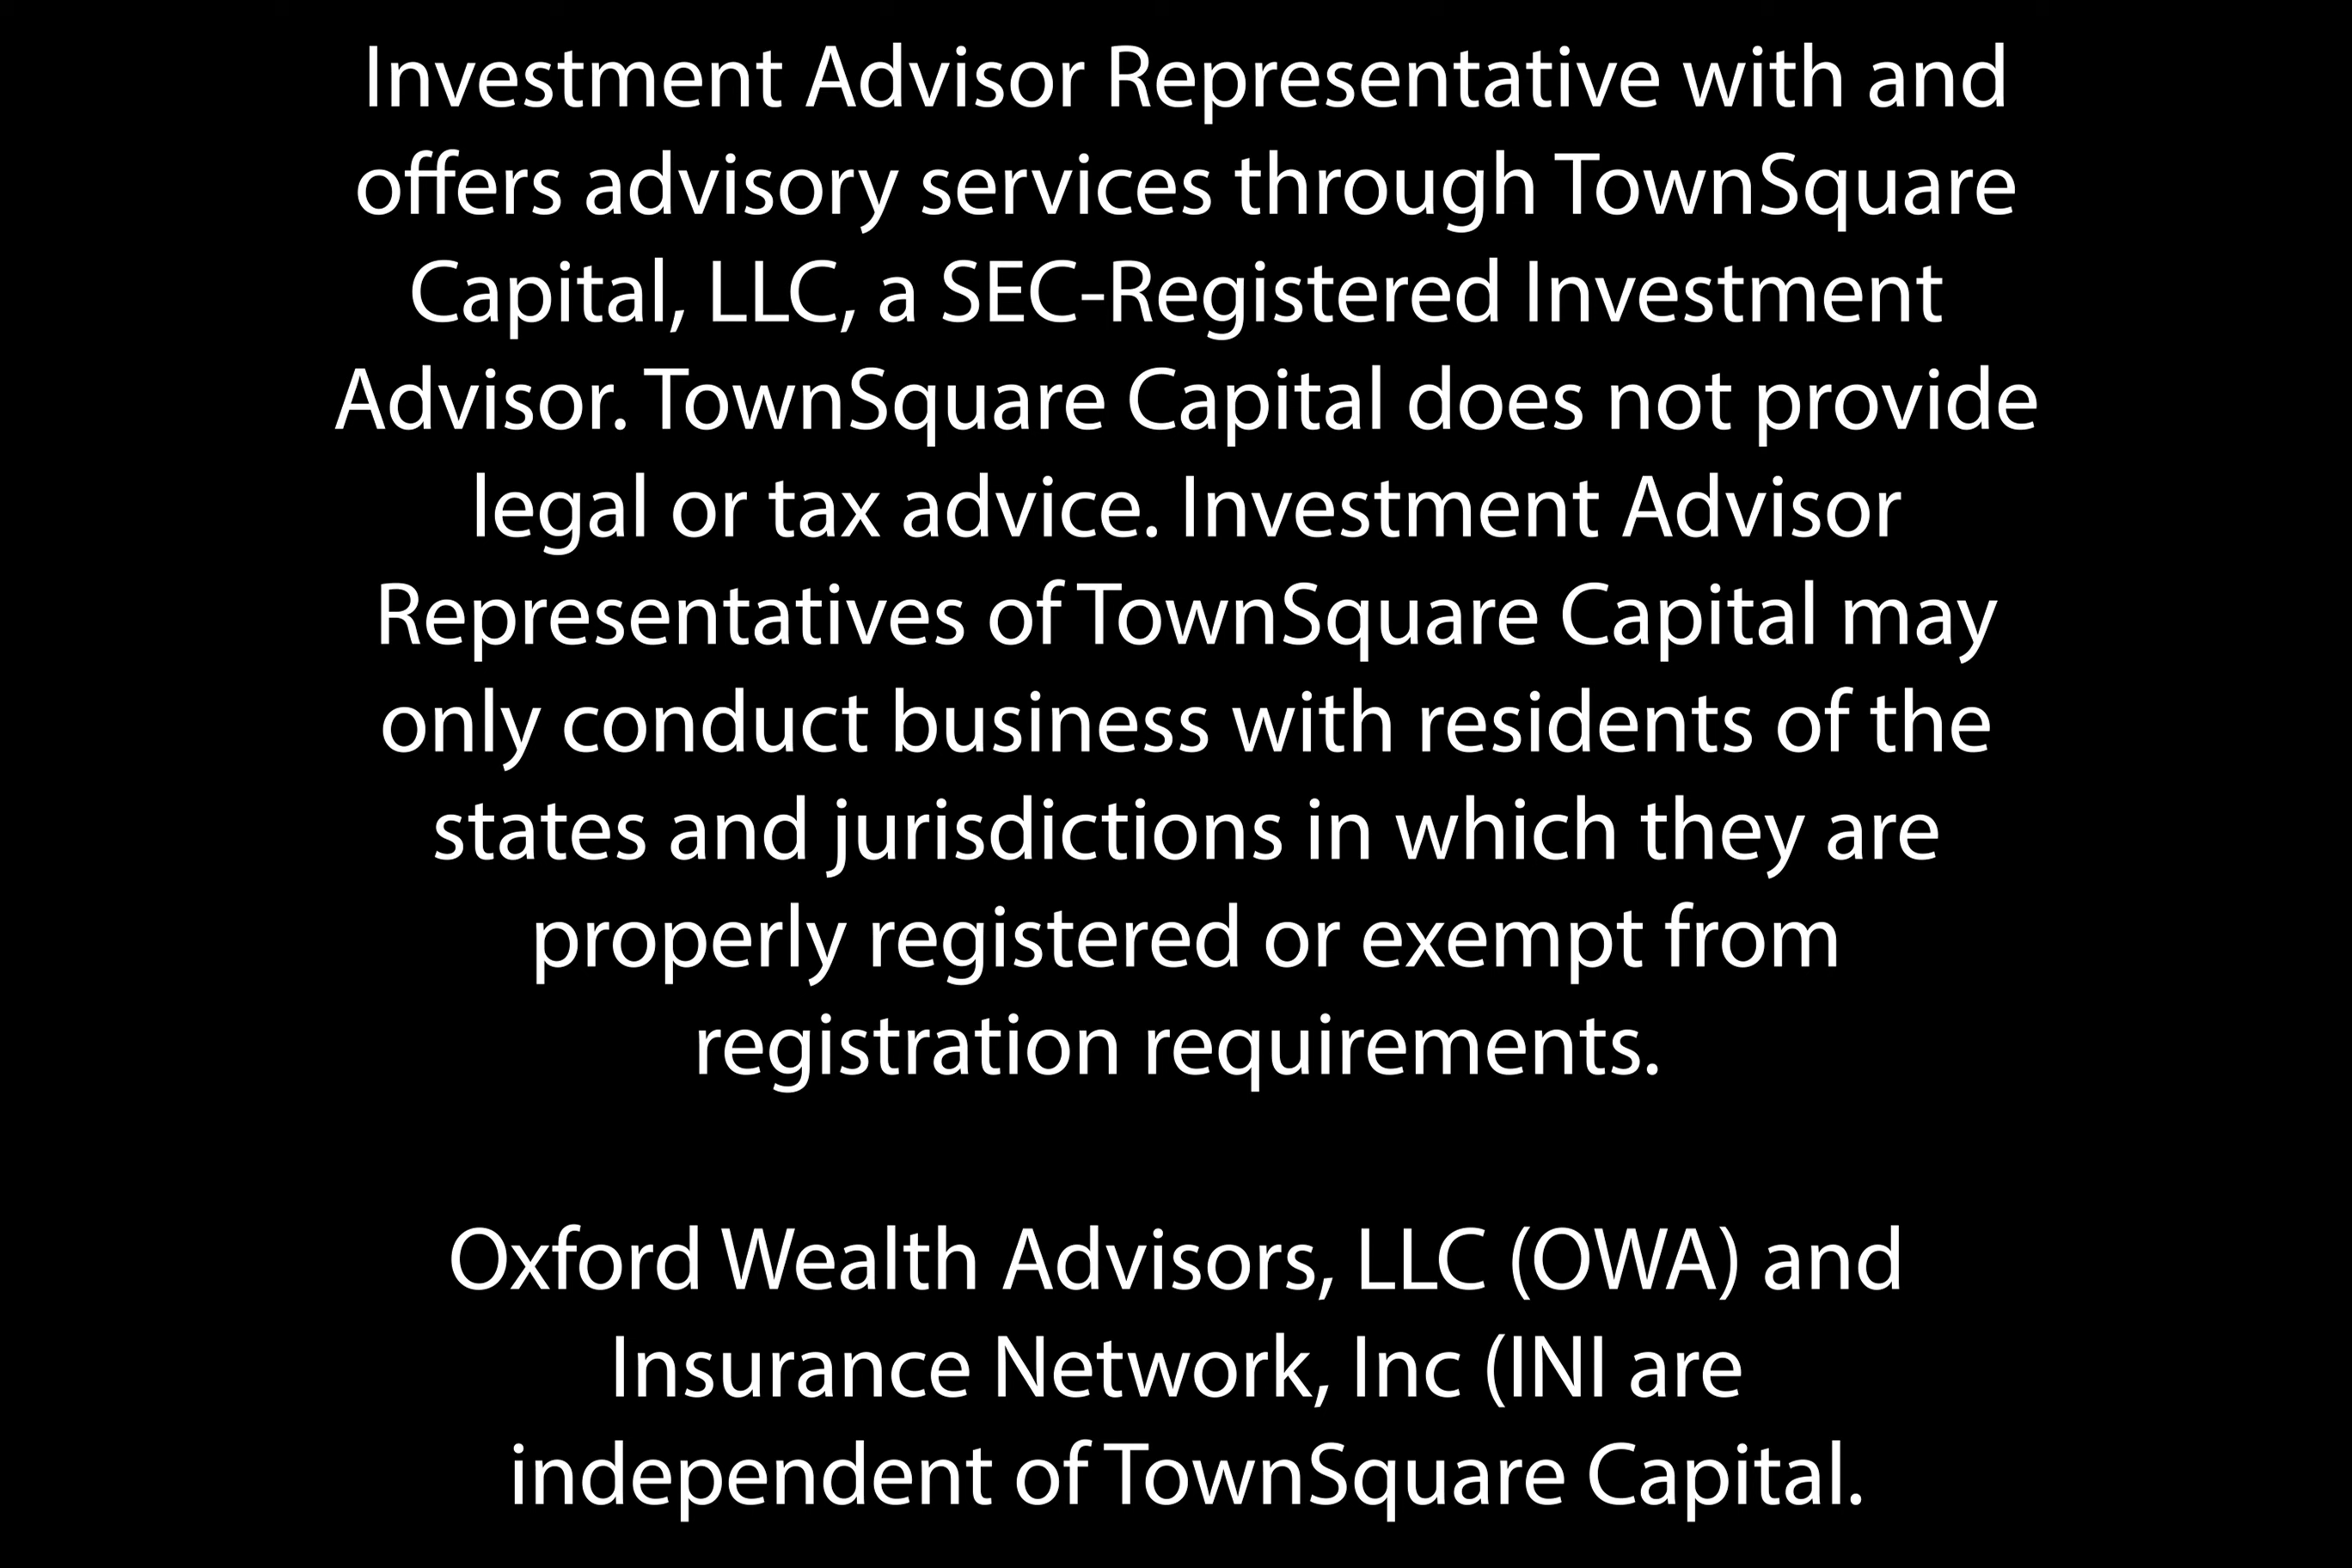 Investment Advisor Representative with and
offers advisory services through TownSquare
Capital, LLC, a SEC-Registered Investment
Advisor. TownSquare Capital does not provide
legal or tax advice. Investment Advisor
Representatives of TownSquare Capital may
only conduct business with residents of the
states and jurisdictions in which they are
properly registered or exempt from
registration requirements.
Oxford Wealth Advisors, LLC (OWA) and
Insurance Network, Inc (INI are
independent of TownSquare Capital.